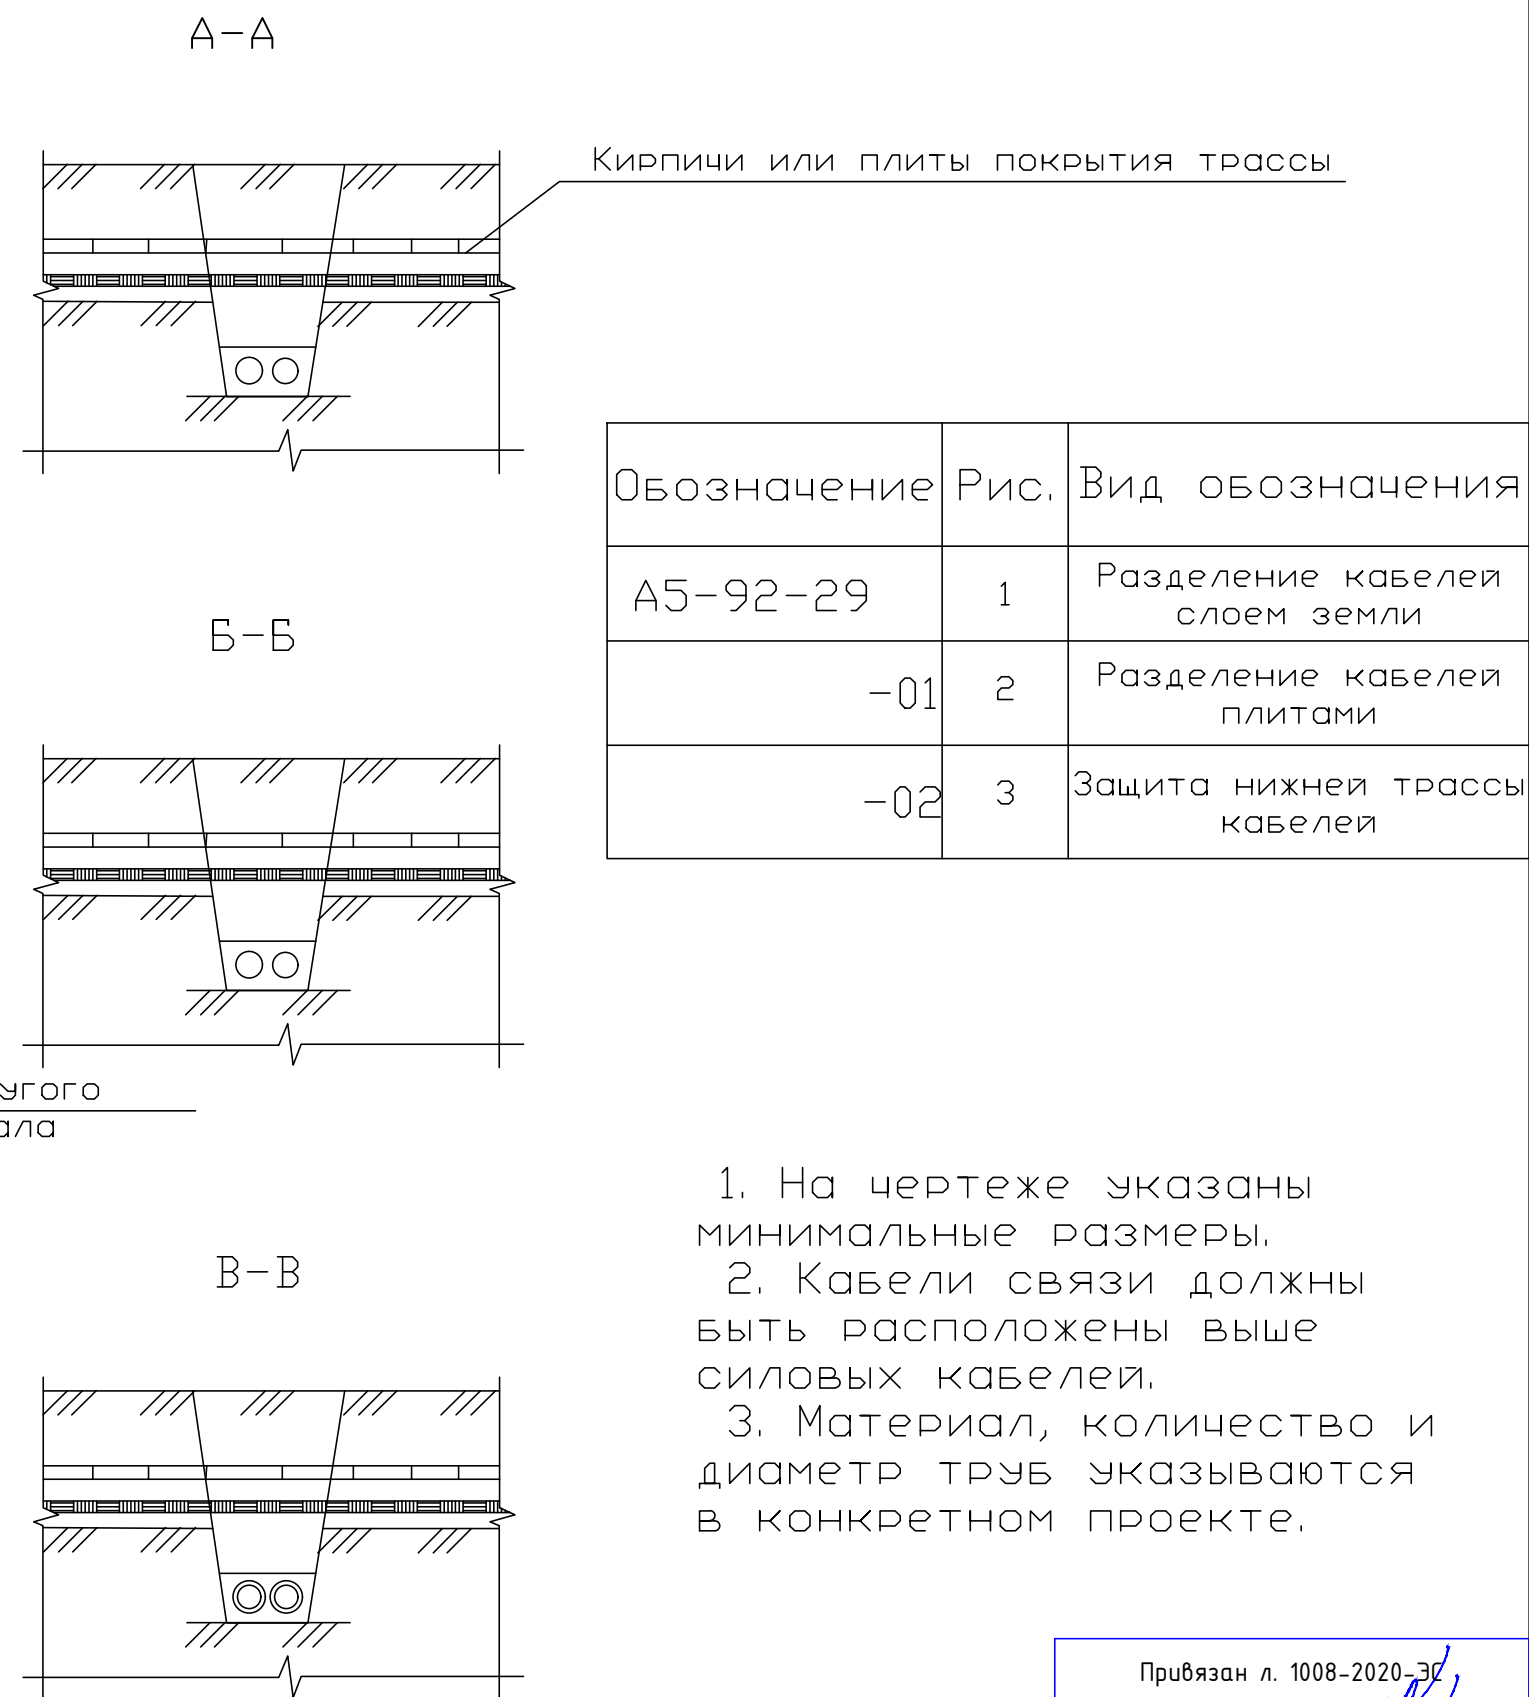 А-А
Кирпичи или плиты покрытия трассы
Обозначение Рис. Вид обозначения
А5-92-29 1 Разделение кабелей
слоем земли
-01 2 Разделение кабелей
плитами
-02 3 Защита нижней трассы
кабелей
Б-Б
угого
ала
В-В
1. На чертеже указаны
минимальные размеры.
2. Кабели связи должны
быть расположены выше
силовых кабелей.
3. Материал, количество и
диаметр труб указываются
в конкретном проекте.
Привязан л. 1008-2020-ЭС